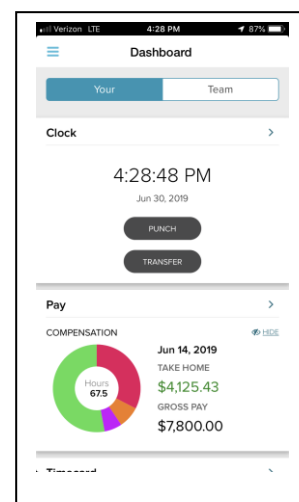 Verizon LTE 4:28 PM 87%
Dashboard
Your Team
Clock
4:28:48 PM
Jun 30, 2019
PUNCH
TRANSFER
Pay
COMPENSATION HIDE
Jun 14, 2019
TAKE HOME
Hours $4,125.43
67.5 GROSS PAY
$7,800.00
Timecard